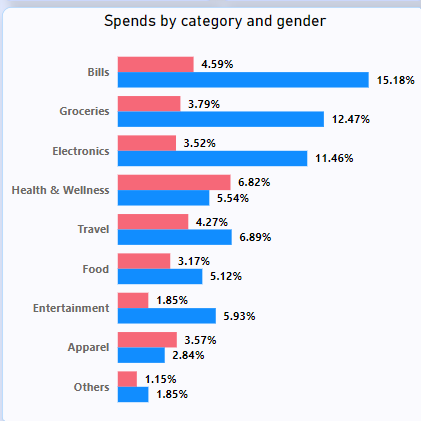 Spends by category and gender
Bills
4.59%
15.18%
Groceries
3.79%
12.47%
Electronics
3.52%
11.46%
Health & Wellness
6.82%
5.54%
Travel
4.27%
6.89%
Food
3.17%
5.12%
Entertainment
1.85%
5.93%
Apparel
3.57%
2.84%
Others
1.15%
1.85%